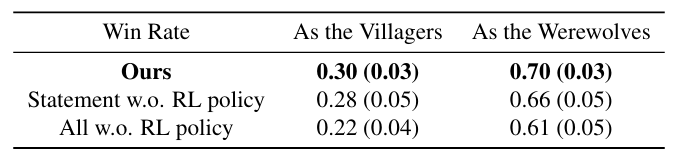 Win Rate As the Villagers As the Werewolves
Ours 0.30 (0.03) 0.70 (0.03)
Statement w.o. RL policy 0.28 (0.05) 0.66 (0.05)
All w.o. RL policy 0.22 (0.04) 0.61 (0.05)